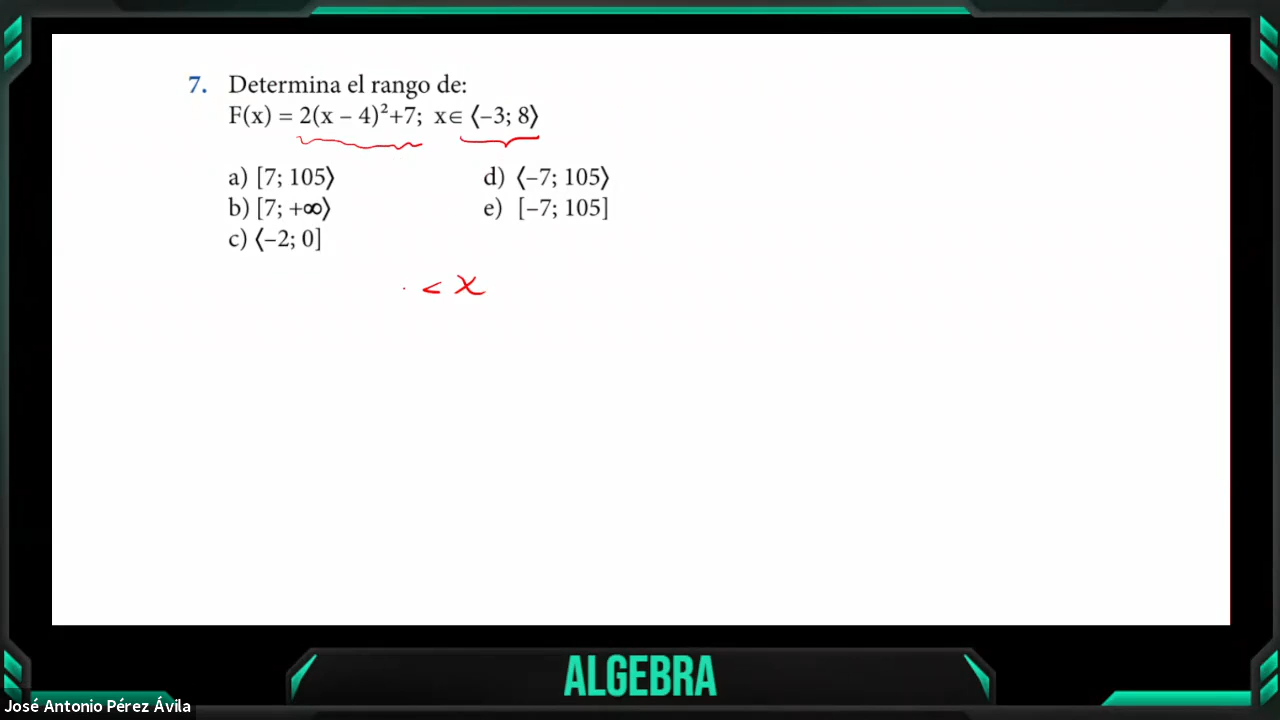 7. Determina el rango de:
F(x) = 2(x – 4)²+7; x∈ ⟨–3; 8⟩
a) [7; 105⟩ d) ⟨–7; 105⟩
b) [7; +∞⟩ e) [–7; 105]
c) ⟨–2; 0]
< x
ALGEBRA
José Antonio Pérez Ávila